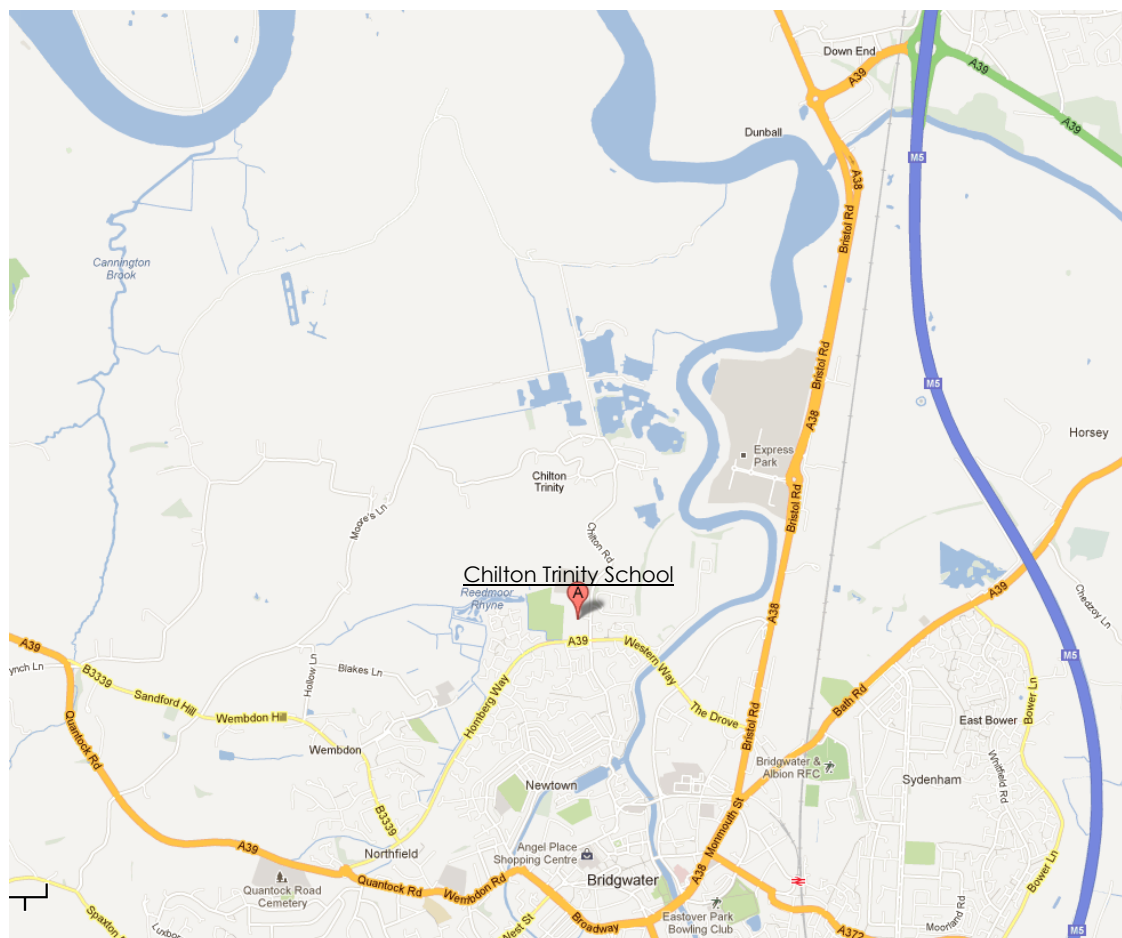 Down End
A39
A39
A39
Dunball
M5
A38
Bristol Rd
Cannington
Brook
Bristol Rd
M5
A38
Horsey
Express
Park
Chilton
Trinity
Bristol Rd
Moore's Ln
Chilton Rd
Chilton Trinity School
A
Reedmoor
Rhyne
A39
Chedzoy Ln
A38
A39
A39
Western Way
M5
ynch Ln
B3339
Hollow Ln
Blakes Ln
Sandford Hill
Homberg Way
Bath Rd
Bower Ln
Wembdon Hill
The Drove
Bristol Rd
East Bower
Quantock Rd
Wembdon
Bridgwater &
Albion RFC
Whitfield Rd
Sydenham
Newtown
B3339
Monmouth St
A39
Northfield
Angel Place
Shopping Centre
Bridgwater
A38
Bower Ln
Quantock Road
Cemetery
Quantock Rd
Wembdon Rd
Eastover Park
Bowling Club
Moorland Rd
Spaxton
Luxbo
West St
Broadway
A372
M5